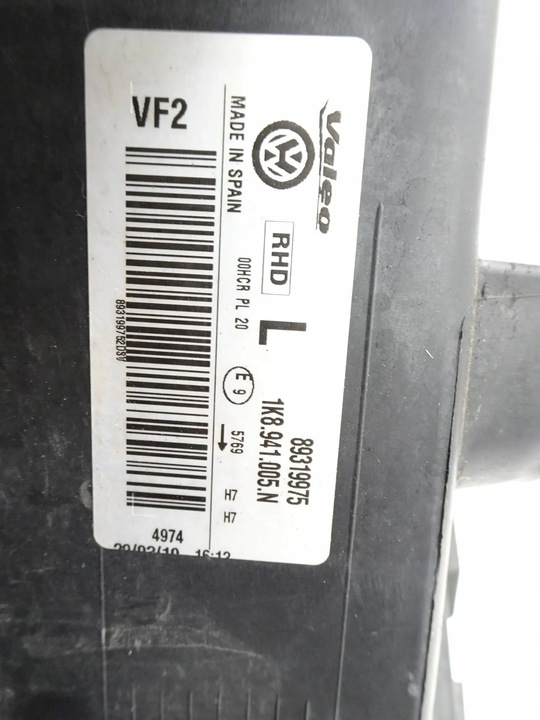 Valeo
89319975
1K8.941.005.N
RHD
L
MADE IN SPAIN
00HCR PL 20
E 9
5769
H7
H7
VF2
4974